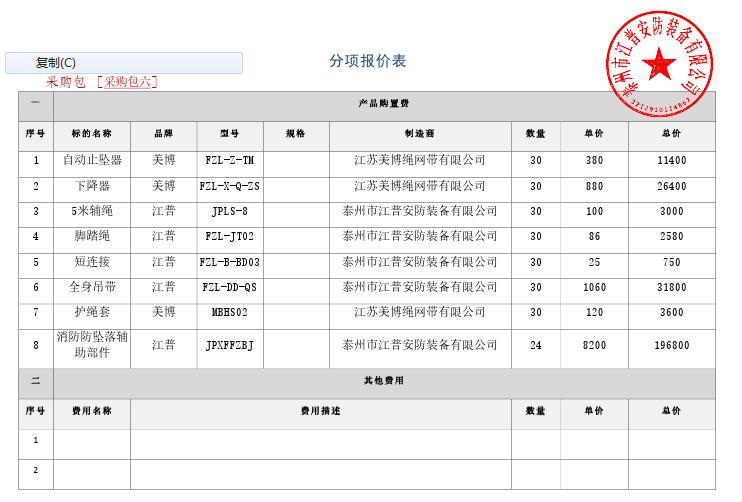 复制(C)
分项报价表
泰州市江普安防装备有限公司
采购包 [采购包六]
一 产品购置费
序号 标的名称 品牌 型号 规格 制造商 数量 单价 总价
1 自动止坠器 美博 FZL-Z-TM 江苏美博绳网带有限公司 30 380 11400
2 下降器 美博 FZL-X-Q-ZS 江苏美博绳网带有限公司 30 880 26400
3 5米辅绳 江普 JPLS-8 泰州市江普安防装备有限公司 30 100 3000
4 脚踏绳 江普 FZL-JT02 泰州市江普安防装备有限公司 30 86 2580
5 短连接 江普 FZL-B-BD03 泰州市江普安防装备有限公司 30 25 750
6 全身吊带 江普 FZL-DD-QS 泰州市江普安防装备有限公司 30 1060 31800
7 护绳套 美博 MBHS02 江苏美博绳网带有限公司 30 120 3600
8 消防防坠落辅助部件 江普 JPXFFZBJ 泰州市江普安防装备有限公司 24 8200 196800
二 其他费用
序号 费用名称 费用描述 数量 单价 总价
1
2